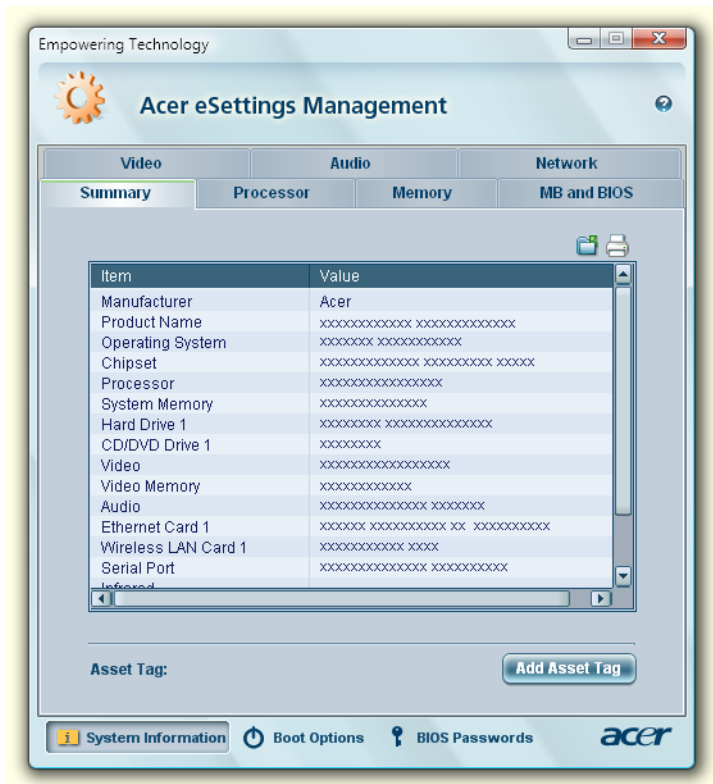 Empowering Technology
Acer eSettings Management
Video Audio Network
Summary Processor Memory MB and BIOS
Item Value
Manufacturer Acer
Product Name xxxxxxxxxxxx xxxxxxxxxxxxx
Operating System xxxxxxx xxxxxxxxxxx
Chipset xxxxxxxxxxxxx xxxxxxxxx xxxxx
Processor xxxxxxxxxxxxxxxx
System Memory xxxxxxxxxxxxxx
Hard Drive 1 xxxxxxxx xxxxxxxxxxxxxx
CD/DVD Drive 1 xxxxxxxx
Video xxxxxxxxxxxxxxxxx
Video Memory xxxxxxxxxxxx
Audio xxxxxxxxxxxxxx xxxxxxx
Ethernet Card 1 xxxxxx xxxxxxxxxx xx xxxxxxxxxx
Wireless LAN Card 1 xxxxxxxxxxx xxxx
Serial Port xxxxxxxxxxxxxx xxxxxxxxxx
Infrared
Asset Tag: Add Asset Tag
System Information Boot Options BIOS Passwords acer